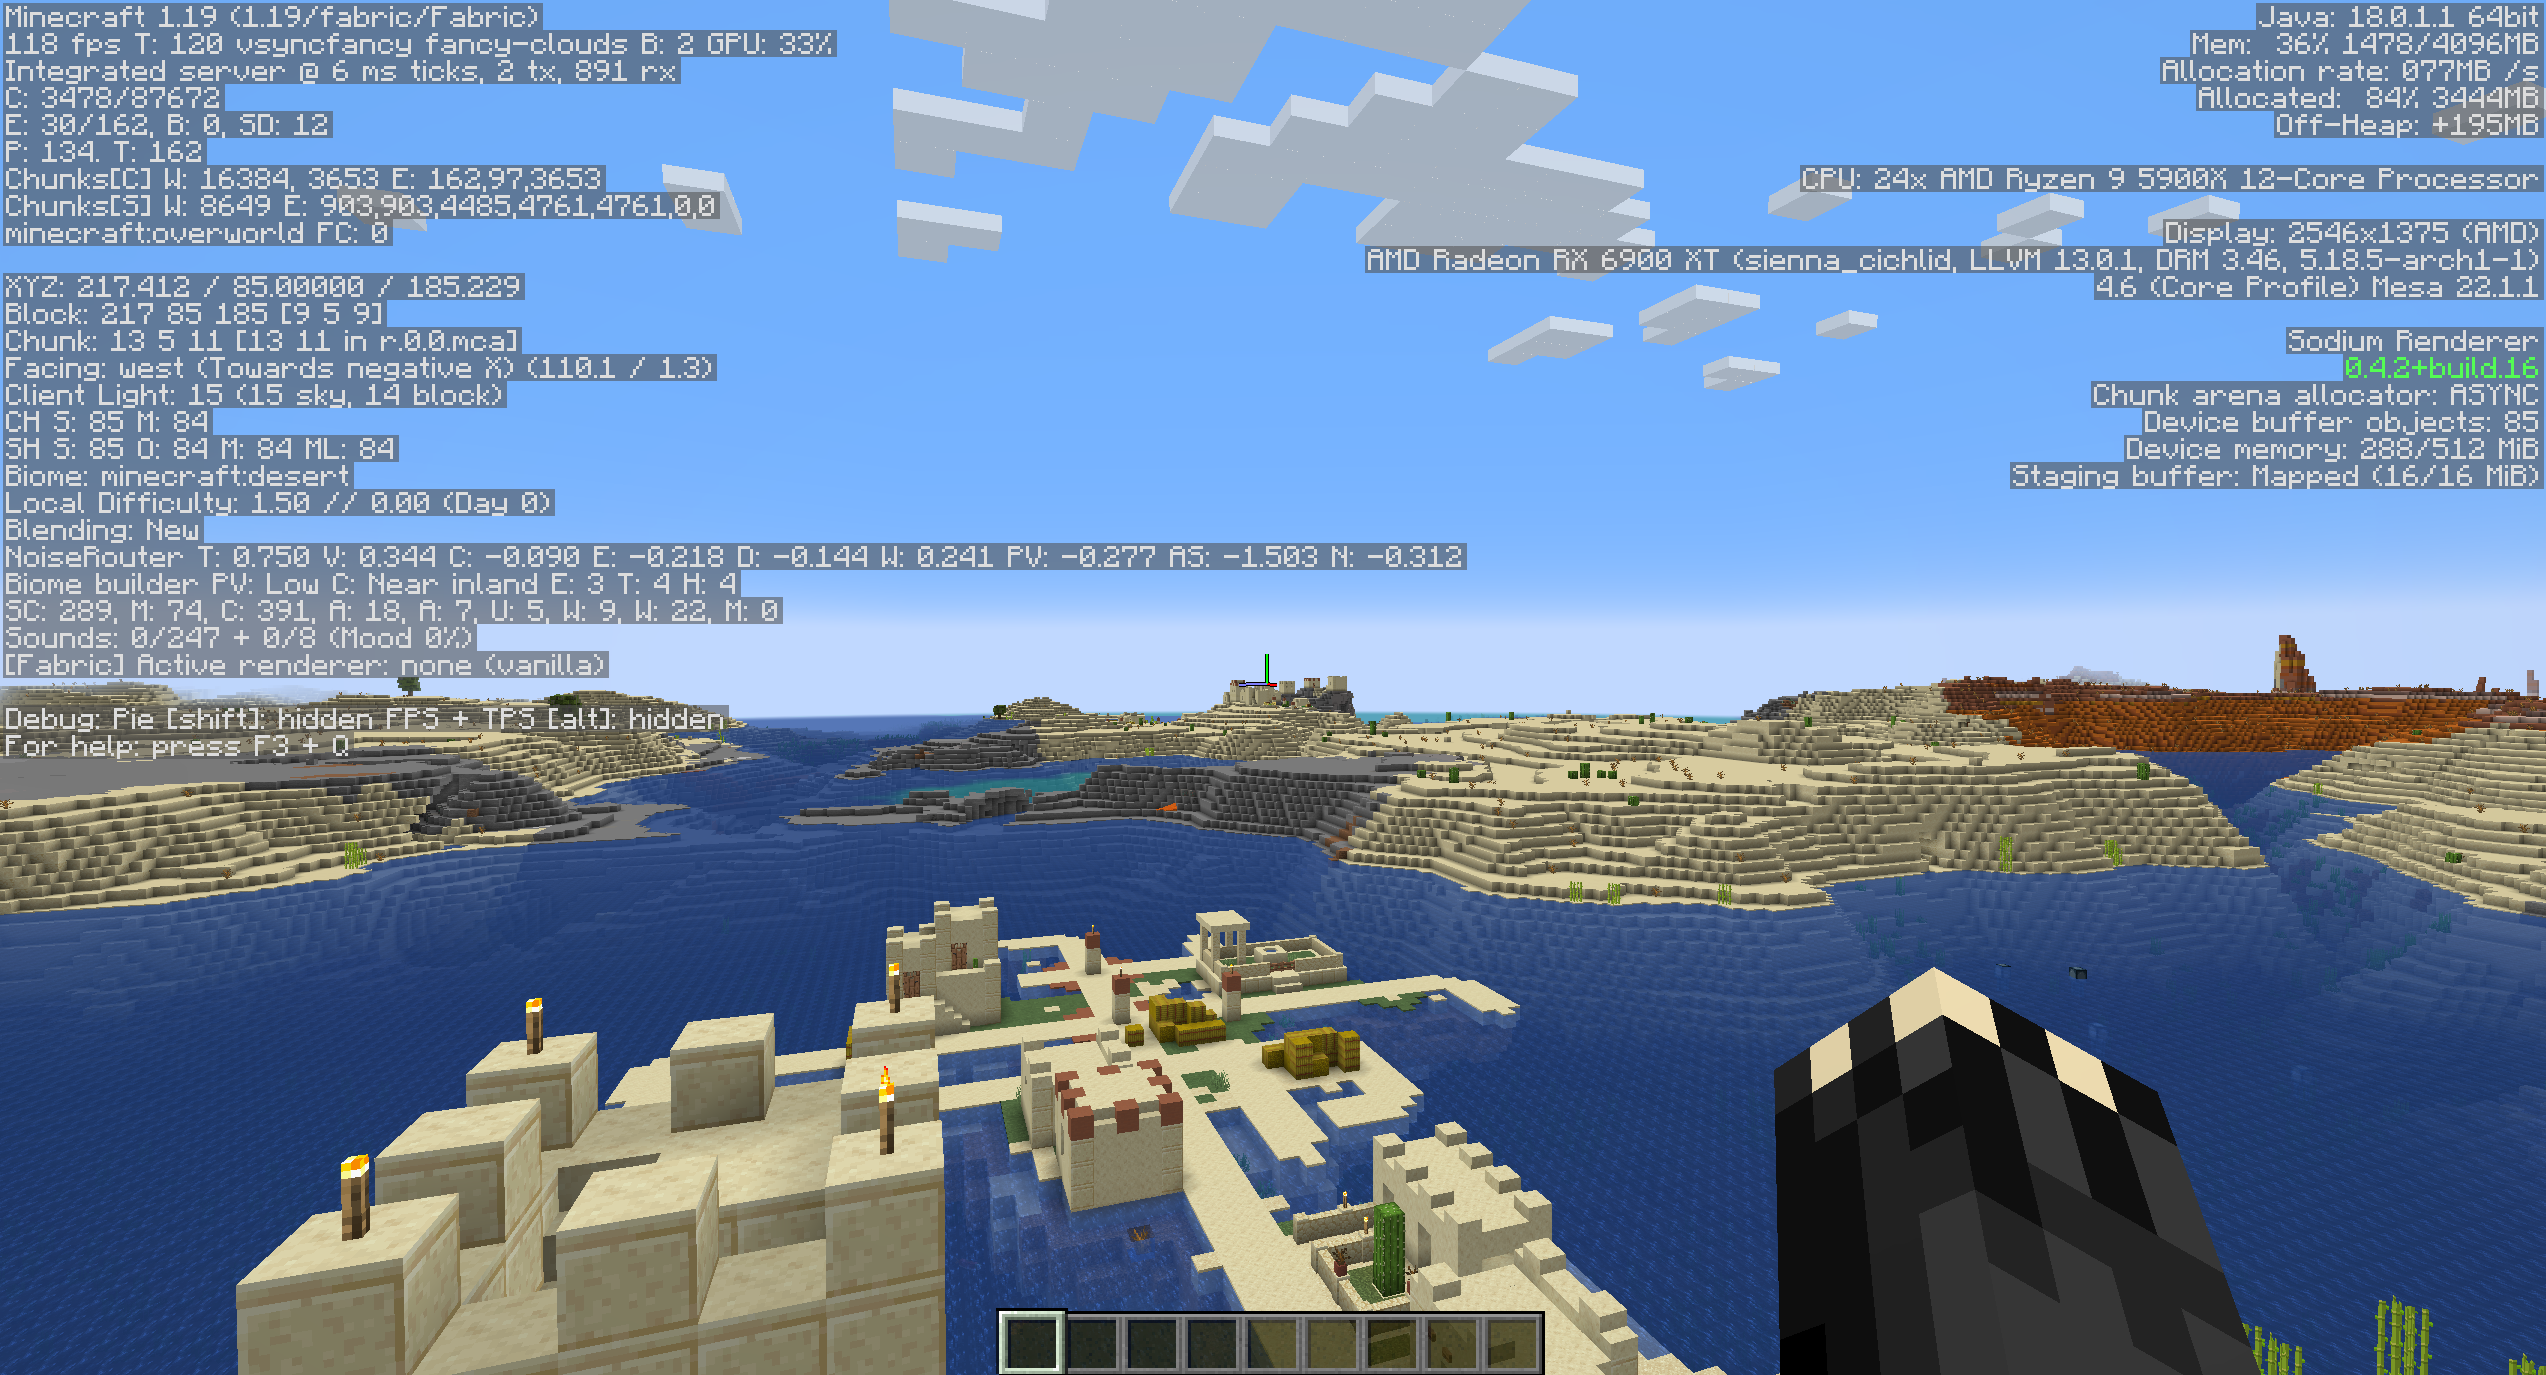 Minecraft 1.19 (1.19/fabric/Fabric)
118 fps T: 120 vsyncfancy fancy-clouds B: 2 GPU: 33%
Integrated server @ 6 ms ticks, 2 tx, 891 rx
C: 3478/87672
E: 30/162, B: 0, SD: 12
P: 134. T: 162
Chunks[C] W: 16384, 3653 E: 162,97,3653
Chunks[S] W: 8649 E: 903,903,4485,4761,4761,0,0
minecraft:overworld FC: 0
XYZ: 217.412 / 85.00000 / 185.229
Block: 217 85 185 [9 5 9]
Chunk: 13 5 11 [13 11 in r.0.0.mca]
Facing: west (Towards negative X) (110.1 / 1.3)
Client Light: 15 (15 sky, 14 block)
CH S: 85 M: 84
SH S: 85 O: 84 M: 84 ML: 84
Biome: minecraft:desert
Local Difficulty: 1.50 // 0.00 (Day 0)
Blending: New
NoiseRouter T: 0.750 V: 0.344 C: -0.090 E: -0.218 D: -0.144 W: 0.241 PV: -0.277 AS: -1.503 N: -0.312
Biome builder PV: Low C: Near inland E: 3 T: 4 H: 4
SC: 289, M: 74, C: 391, A: 18, A: 7, U: 5, W: 9, W: 22, M: 0
Sounds: 0/247 + 0/8 (Mood 0%)
[Fabric] Active renderer: none (vanilla)
Debug: Pie [shift]: hidden FPS + TPS [alt]: hidden
For help: press F3 + Q
Java: 18.0.1.1 64bit
Mem: 36% 1478/4096MB
Allocation rate: 077MB /s
Allocated: 84% 3444MB
Off-Heap: +195MB
CPU: 24x AMD Ryzen 9 5900X 12-Core Processor
Display: 2546x1375 (AMD)
AMD Radeon RX 6900 XT (sienna_cichlid, LLVM 13.0.1, DRM 3.46, 5.18.5-arch1-1)
4.6 (Core Profile) Mesa 22.1.1
Sodium Renderer
0.4.2+build.16
Chunk arena allocator: ASYNC
Device buffer objects: 85
Device memory: 288/512 MiB
Staging buffer: Mapped (16/16 MiB)